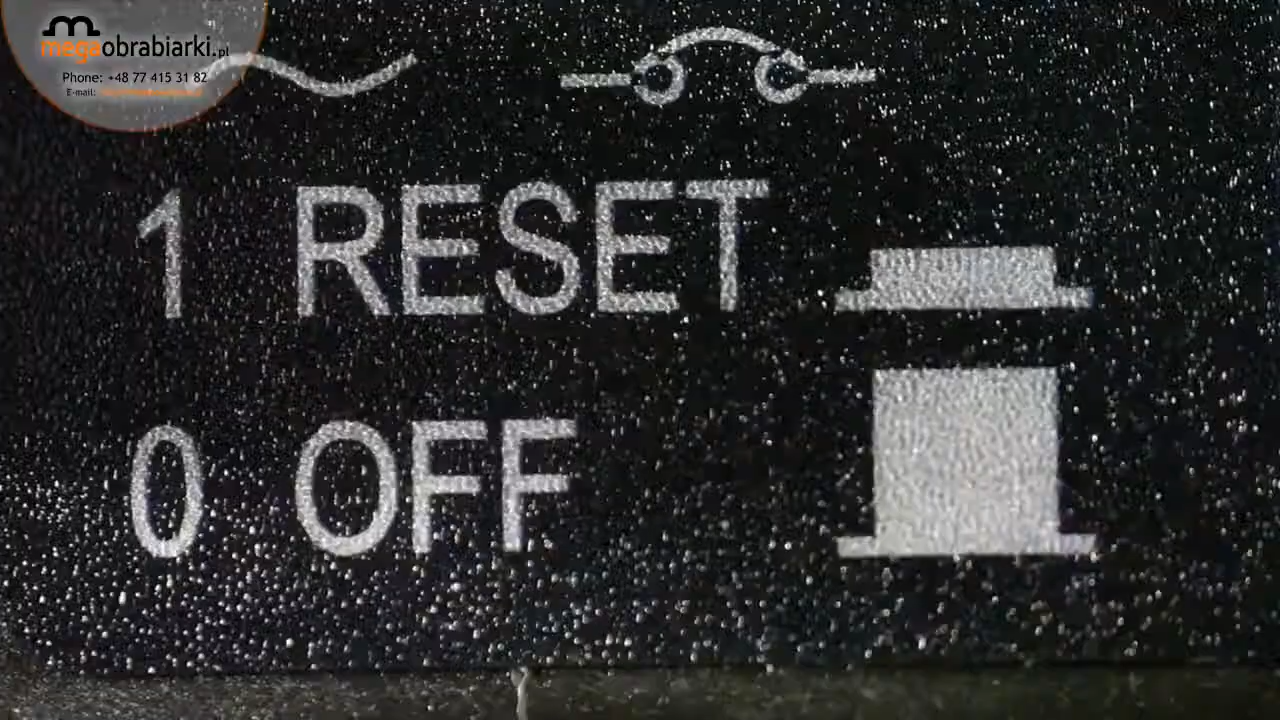 megaobrabiarki.pl
Phone: +48 77 415 31 82
E-mail:
1 RESET
0 OFF